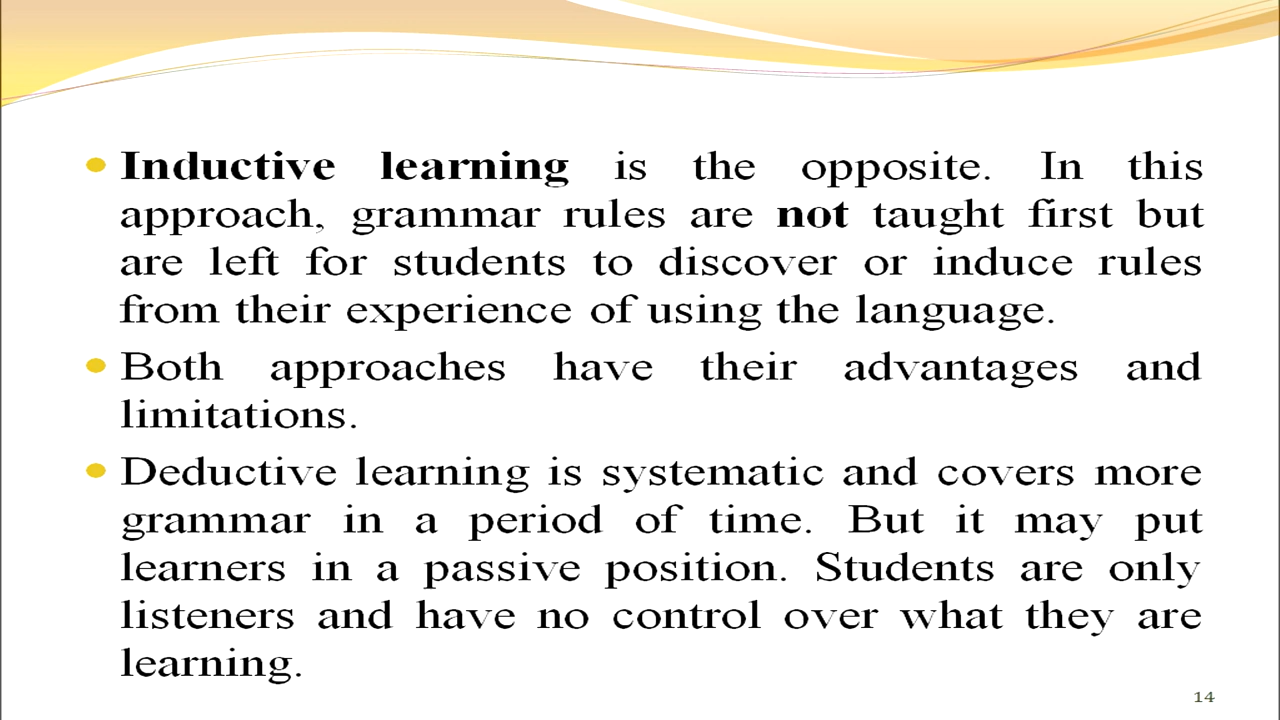 Inductive learning is the opposite. In this
approach, grammar rules are not taught first but
are left for students to discover or induce rules
from their experience of using the language.
Both approaches have their advantages and
limitations.
Deductive learning is systematic and covers more
grammar in a period of time. But it may put
learners in a passive position. Students are only
listeners and have no control over what they are
learning.
14